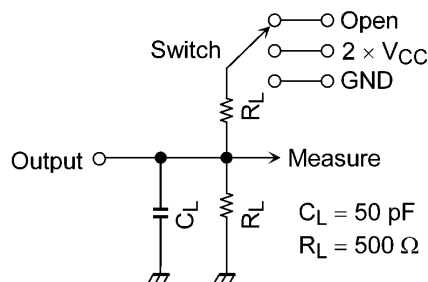 Open
Switch
2 × VCC
GND
RL
Output
Measure
CL
RL
CL = 50 pF
RL = 500 Ω